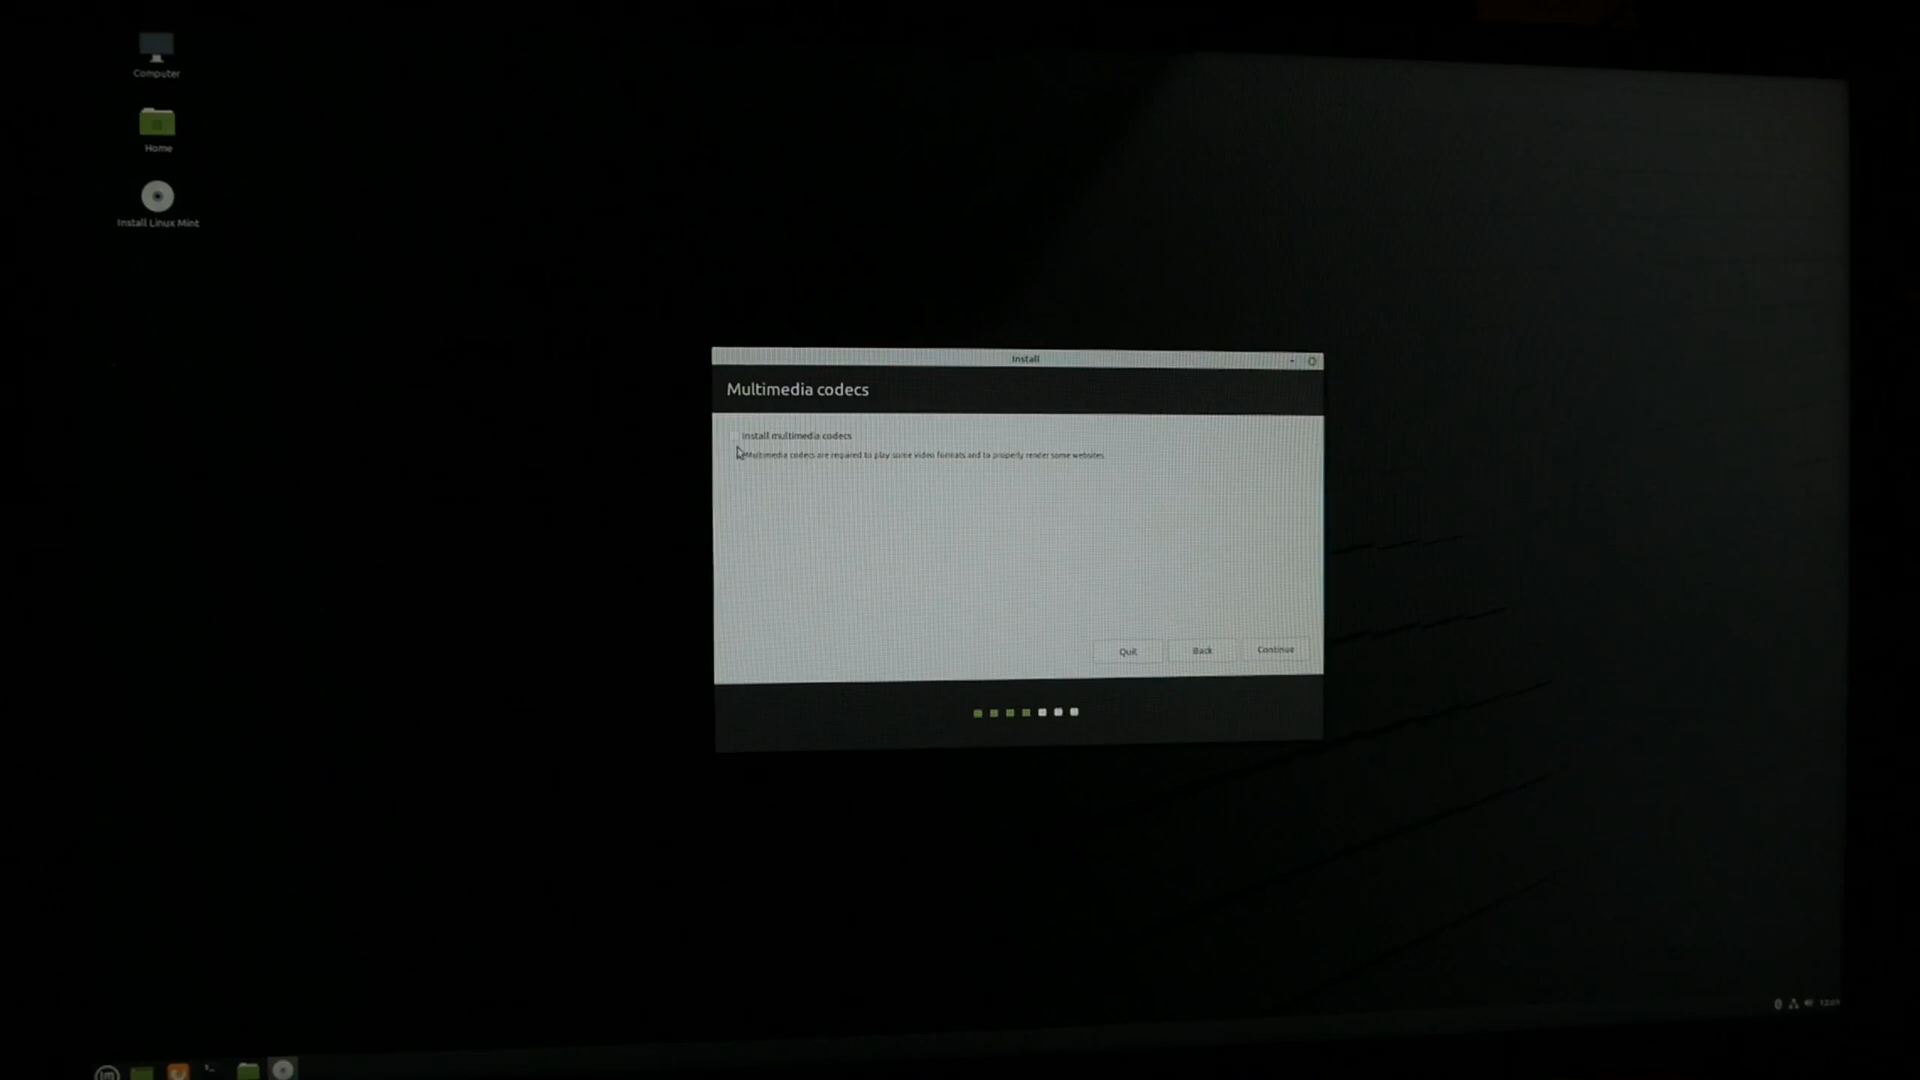 Computer
Home
Install Linux Mint
Install
Multimedia codecs
Install multimedia codecs
Multimedia codecs are required to play some video formats and to properly render some websites.
Quit
Back
Continue